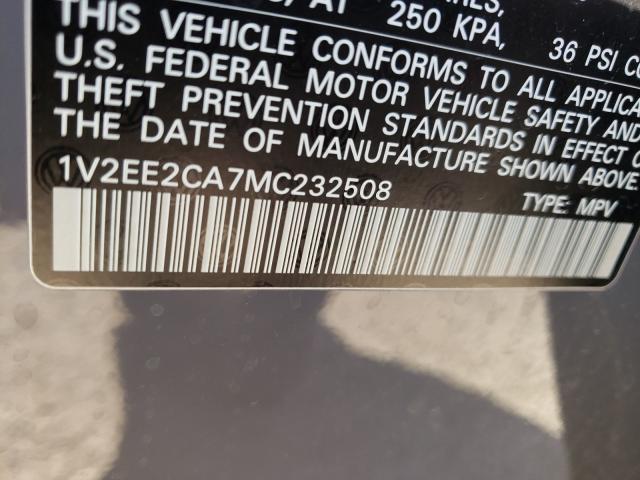 250 KPA, 36 PSI
THIS VEHICLE CONFORMS TO ALL
U.S. FEDERAL MOTOR VEHICLE SAFETY AND
THEFT PREVENTION STANDARDS IN EFFECT
THE DATE OF MANUFACTURE SHOWN ABOVE
1V2EE2CA7MC232508
TYPE: MPV